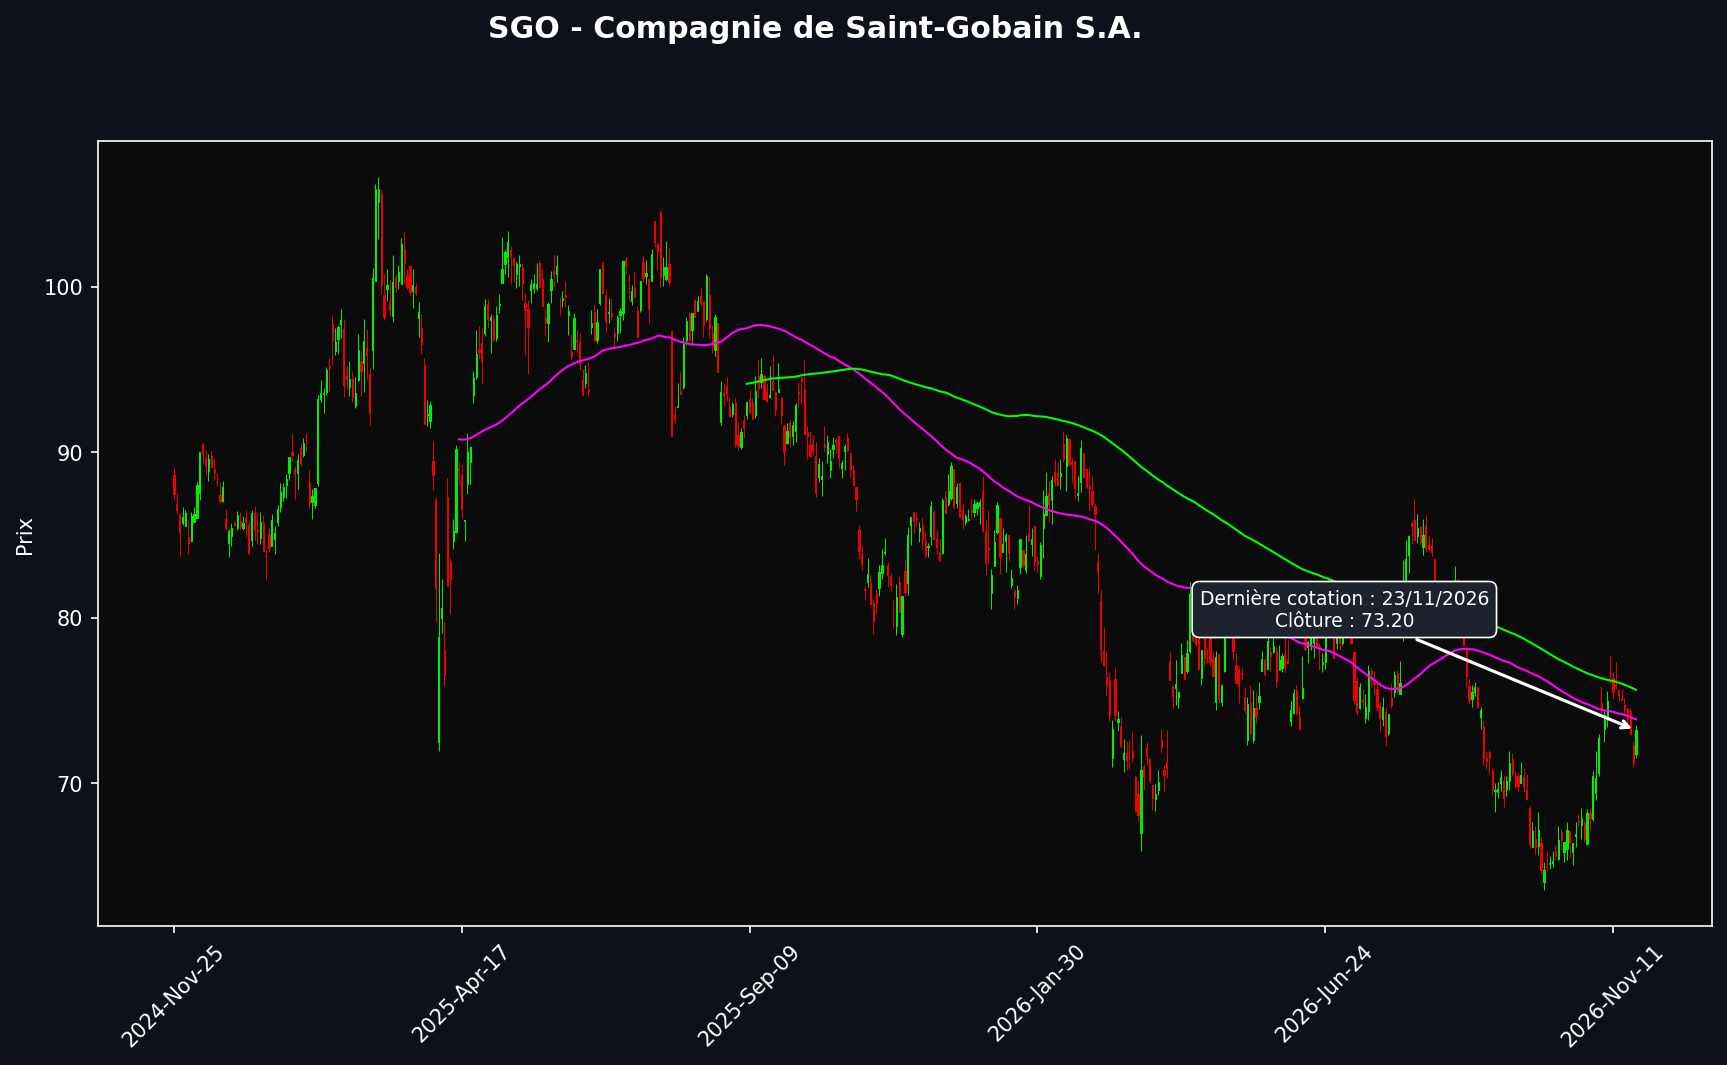 SGO - Compagnie de Saint-Gobain S.A.
Prix
100
90
80
70
Dernière cotation : 23/11/2026
Clôture : 73.20
2024-Nov-25
2025-Apr-17
2025-Sep-09
2026-Jan-30
2026-Jun-24
2026-Nov-11